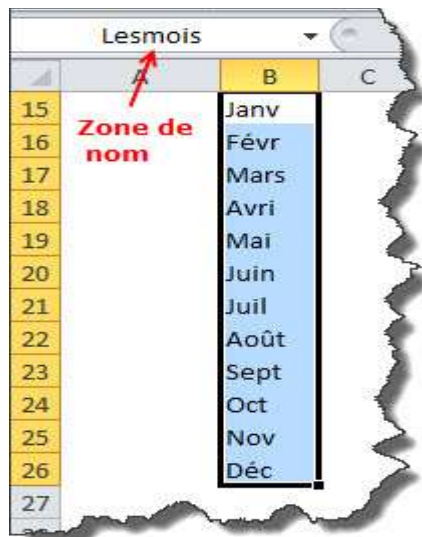 Lesmois
A B C
15 Janv
Zone de
nom
16 Févr
17 Mars
18 Avri
19 Mai
20 Juin
21 Juil
22 Août
23 Sept
24 Oct
25 Nov
26 Déc
27